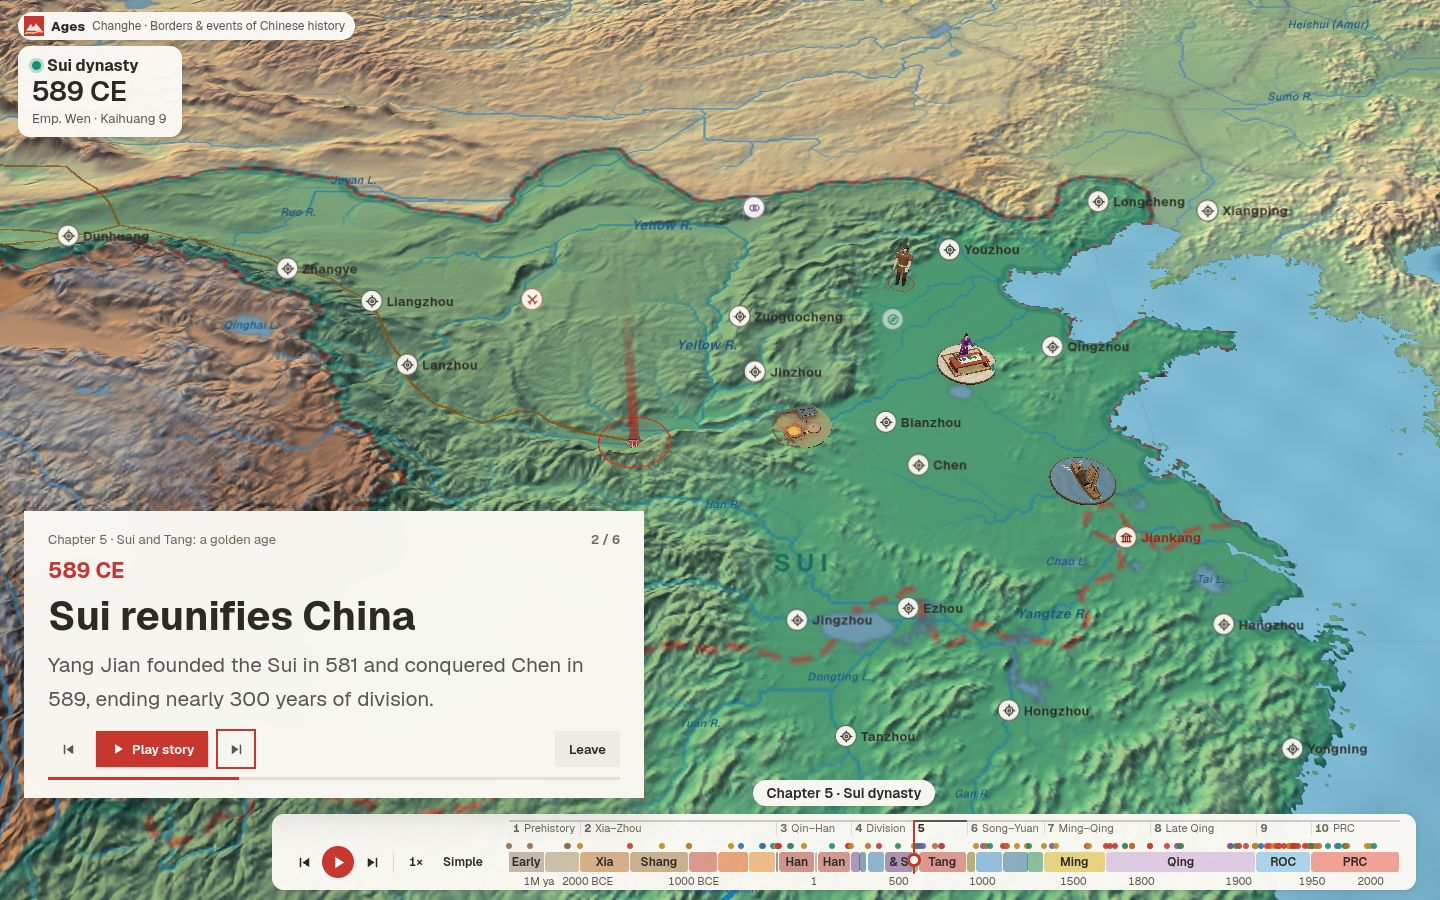 Ages Changhe · Borders & events of Chinese history
Sui dynasty
589 CE
Emp. Wen · Kaihuang 9
Heishui (Amur)
Sumo R.
Juyan L.
Ruo R.
Yellow R.
Longcheng
Xiangping
Dunhuang
Youzhou
Zhangye
Liangzhou
Zuoguocheng
Qinghai L.
Yellow R.
Qingzhou
Lanzhou
Jinzhou
Bianzhou
Chen
Han R.
Jiankang
SUI
Chao L.
Tai L.
Jingzhou
Ezhou
Yangtze R.
Hangzhou
Dongting L.
Yuan R.
Hongzhou
Tanzhou
Yongning
Gan R.
Chapter 5 · Sui and Tang: a golden age
2 / 6
589 CE
Sui reunifies China
Yang Jian founded the Sui in 581 and conquered Chen in
589, ending nearly 300 years of division.
Play story
Leave
Chapter 5 · Sui dynasty
1 Prehistory 2 Xia–Zhou 3 Qin–Han 4 Division 5 6 Song–Yuan 7 Ming–Qing 8 Late Qing 9 10 PRC
1× Simple
Early Xia Shang Han Han & S Tang Ming Qing ROC PRC
1M ya 2000 BCE 1000 BCE 1 500 1000 1500 1800 1900 1950 2000